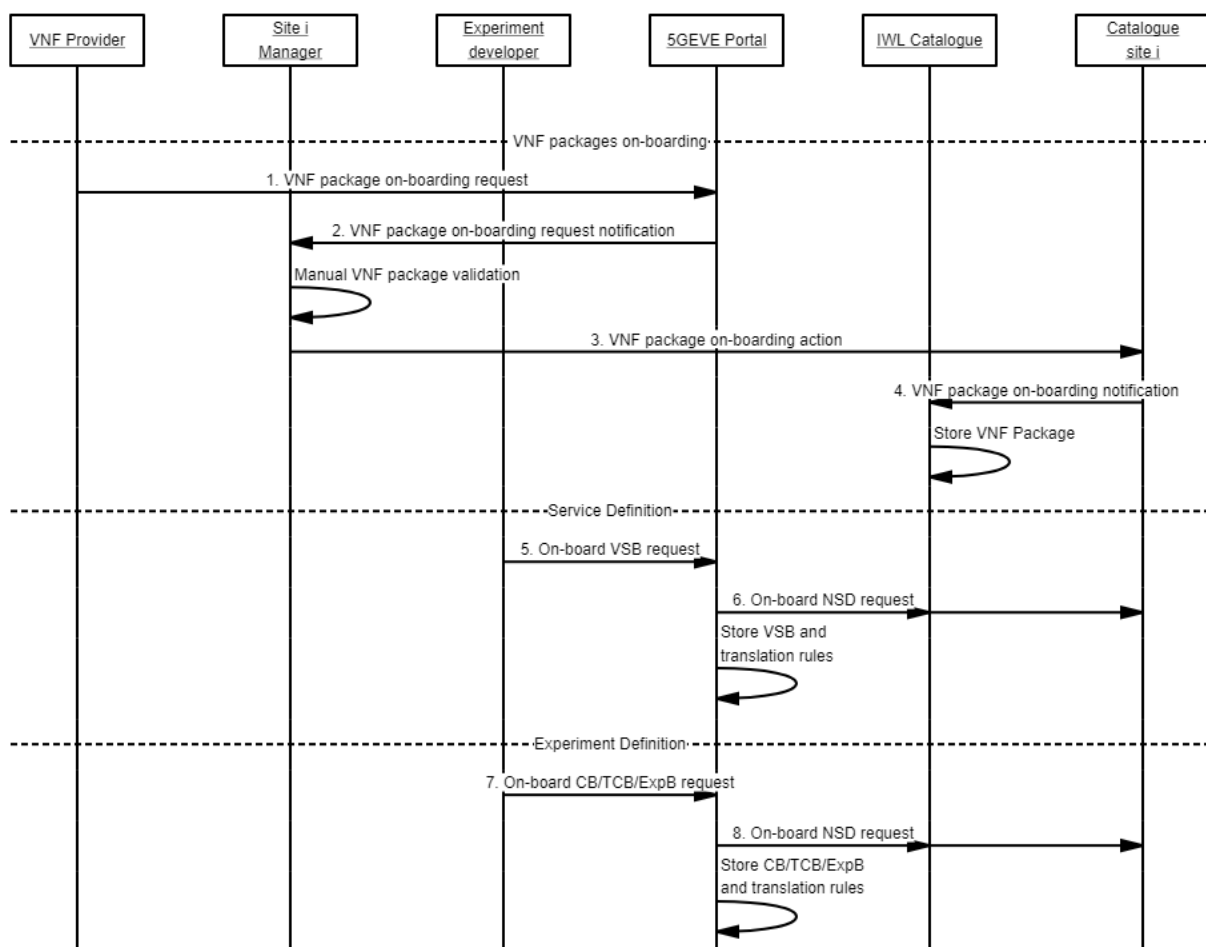 VNF Provider
Site i
Manager
Experiment
developer
5GEVE Portal
IWL Catalogue
Catalogue
site i
VNF packages on-boarding
1. VNF package on-boarding request
2. VNF package on-boarding request notification
Manual VNF package validation
3. VNF package on-boarding action
4. VNF package on-boarding notification
Store VNF Package
Service Definition
5. On-board VSB request
6. On-board NSD request
Store VSB and
translation rules
Experiment Definition
7. On-board CB/TCB/ExpB request
8. On-board NSD request
Store CB/TCB/ExpB
and translation rules